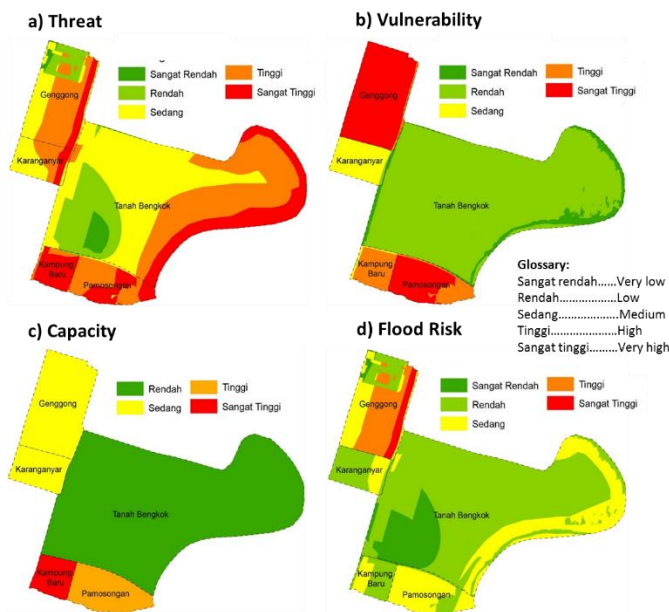 a) Threat
Sangat Rendah
Rendah
Sedang
Tinggi
Sangat Tinggi
Genggong
Karanganyar
Tanah Bengkok
Kampung
Baru
Pamosongan
b) Vulnerability
Sangat Rendah
Rendah
Sedang
Tinggi
Sangat Tinggi
Genggong
Karanganyar
Tanah Bengkok
Kampung
Baru
Pamosongan
Glossary:
Sangat rendah......Very low
Rendah...................Low
Sedang....................Medium
Tinggi......................High
Sangat tinggi.........Very high
c) Capacity
Rendah
Sedang
Tinggi
Sangat Tinggi
Genggong
Karanganyar
Tanah Bengkok
Kampung
Baru
Pamosongan
d) Flood Risk
Sangat Rendah
Rendah
Sedang
Tinggi
Sangat Tinggi
Genggong
Karanganyar
Tanah Bengkok
Kampung
Baru
Pamosongan